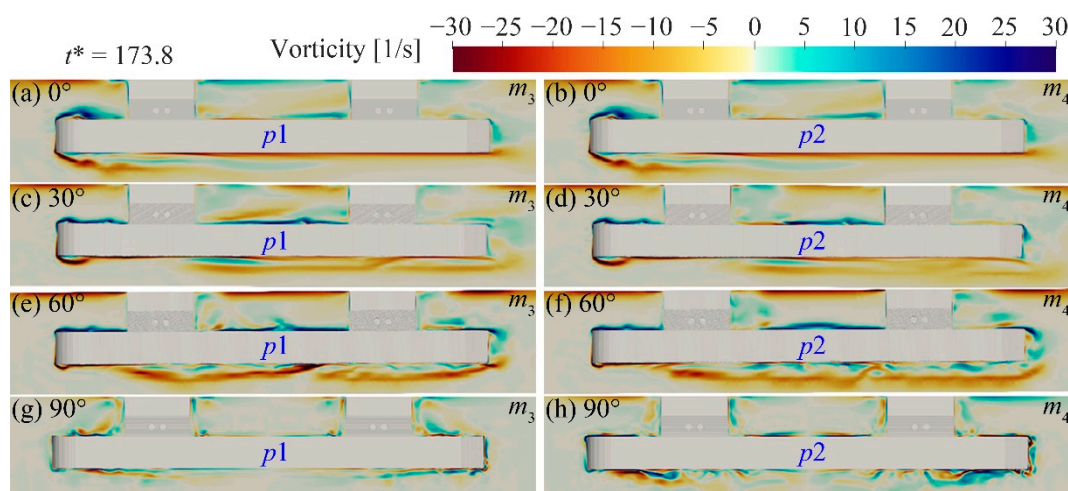 t* = 173.8
Vorticity [1/s]
−30 −25 −20 −15 −10 −5 0 5 10 15 20 25 30
(a) 0° p1 m3
(b) 0° p2 m4
(c) 30° p1 m3
(d) 30° p2 m4
(e) 60° p1 m3
(f) 60° p2 m4
(g) 90° p1 m3
(h) 90° p2 m4